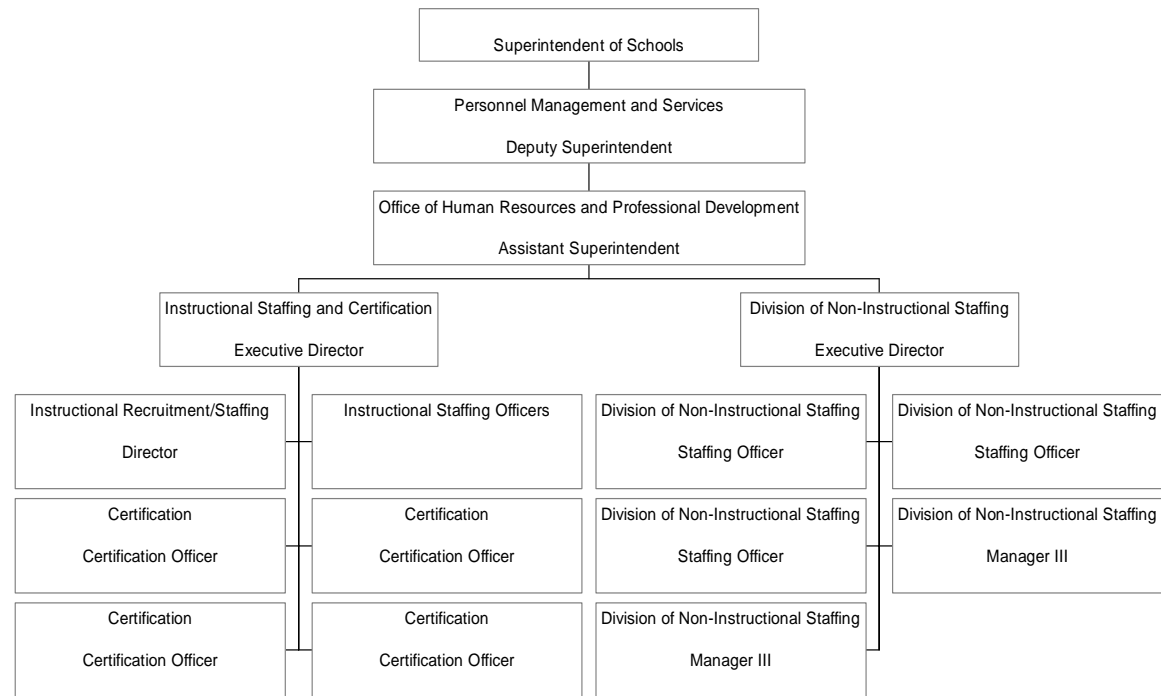 Superintendent of Schools
Personnel Management and Services
Deputy Superintendent
Office of Human Resources and Professional Development
Assistant Superintendent
Instructional Staffing and Certification
Executive Director
Division of Non-Instructional Staffing
Executive Director
Instructional Recruitment/Staffing
Director
Instructional Staffing Officers
Division of Non-Instructional Staffing
Staffing Officer
Division of Non-Instructional Staffing
Staffing Officer
Certification
Certification Officer
Certification
Certification Officer
Division of Non-Instructional Staffing
Staffing Officer
Division of Non-Instructional Staffing
Manager III
Certification
Certification Officer
Certification
Certification Officer
Division of Non-Instructional Staffing
Manager III